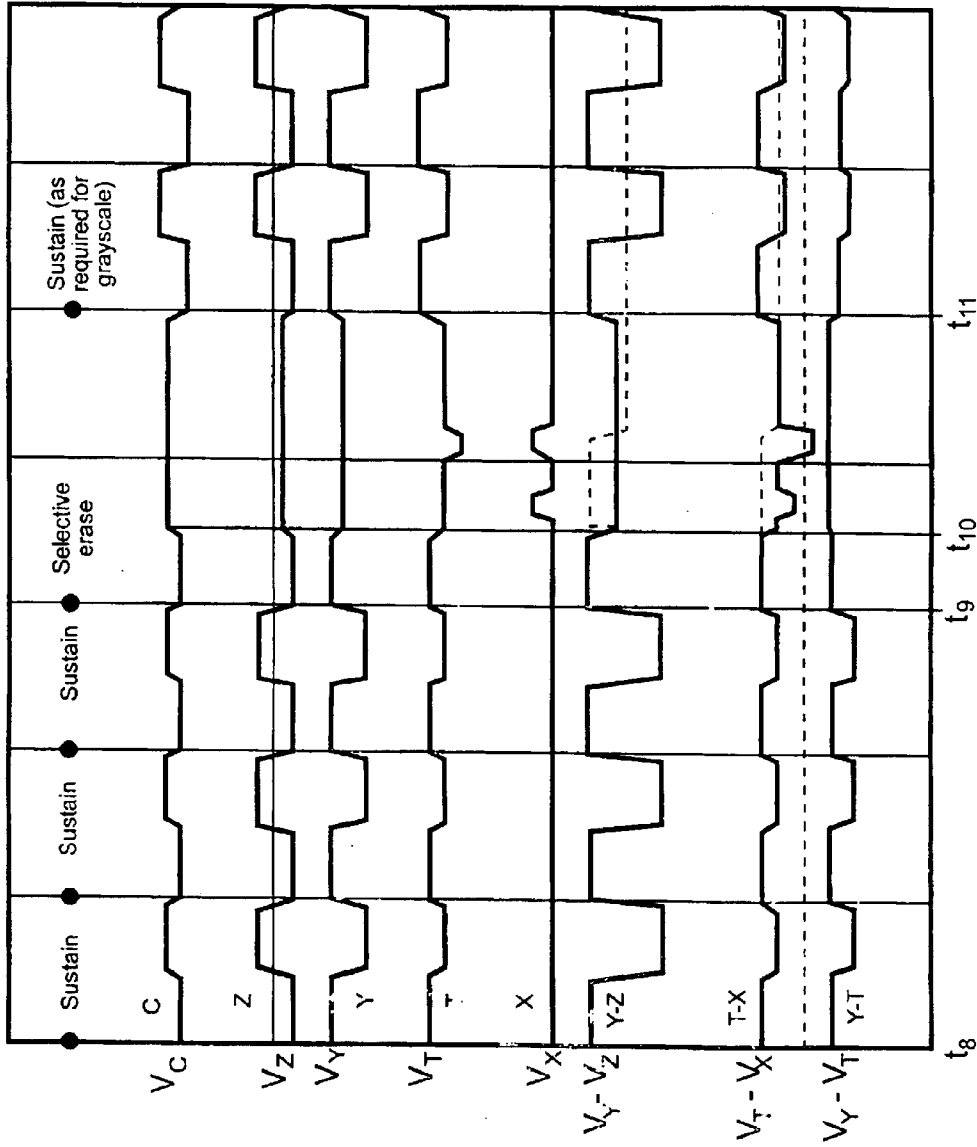 Sustain
Sustain
Sustain
Selective
erase
Sustain (as
required for
grayscale)
V_C
C
V_Z
Z
V_Y
Y
V_T
T
V_X
X
V_Y - V_Z
Y-Z
V_T - V_X
T-X
V_Y - V_T
Y-T
t_8
t_9
t_10
t_11